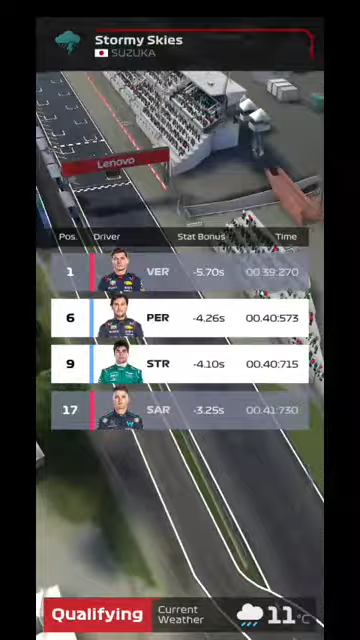 Stormy Skies
SUZUKA
Lenovo
Pos. Driver Stat Bonus Time
1 VER -5.70s 00:39:270
6 PER -4.26s 00.40:573
9 STR -4.10s 00.40:715
17 SAR -3.25s 00:41:730
Qualifying
Current
Weather
11°C